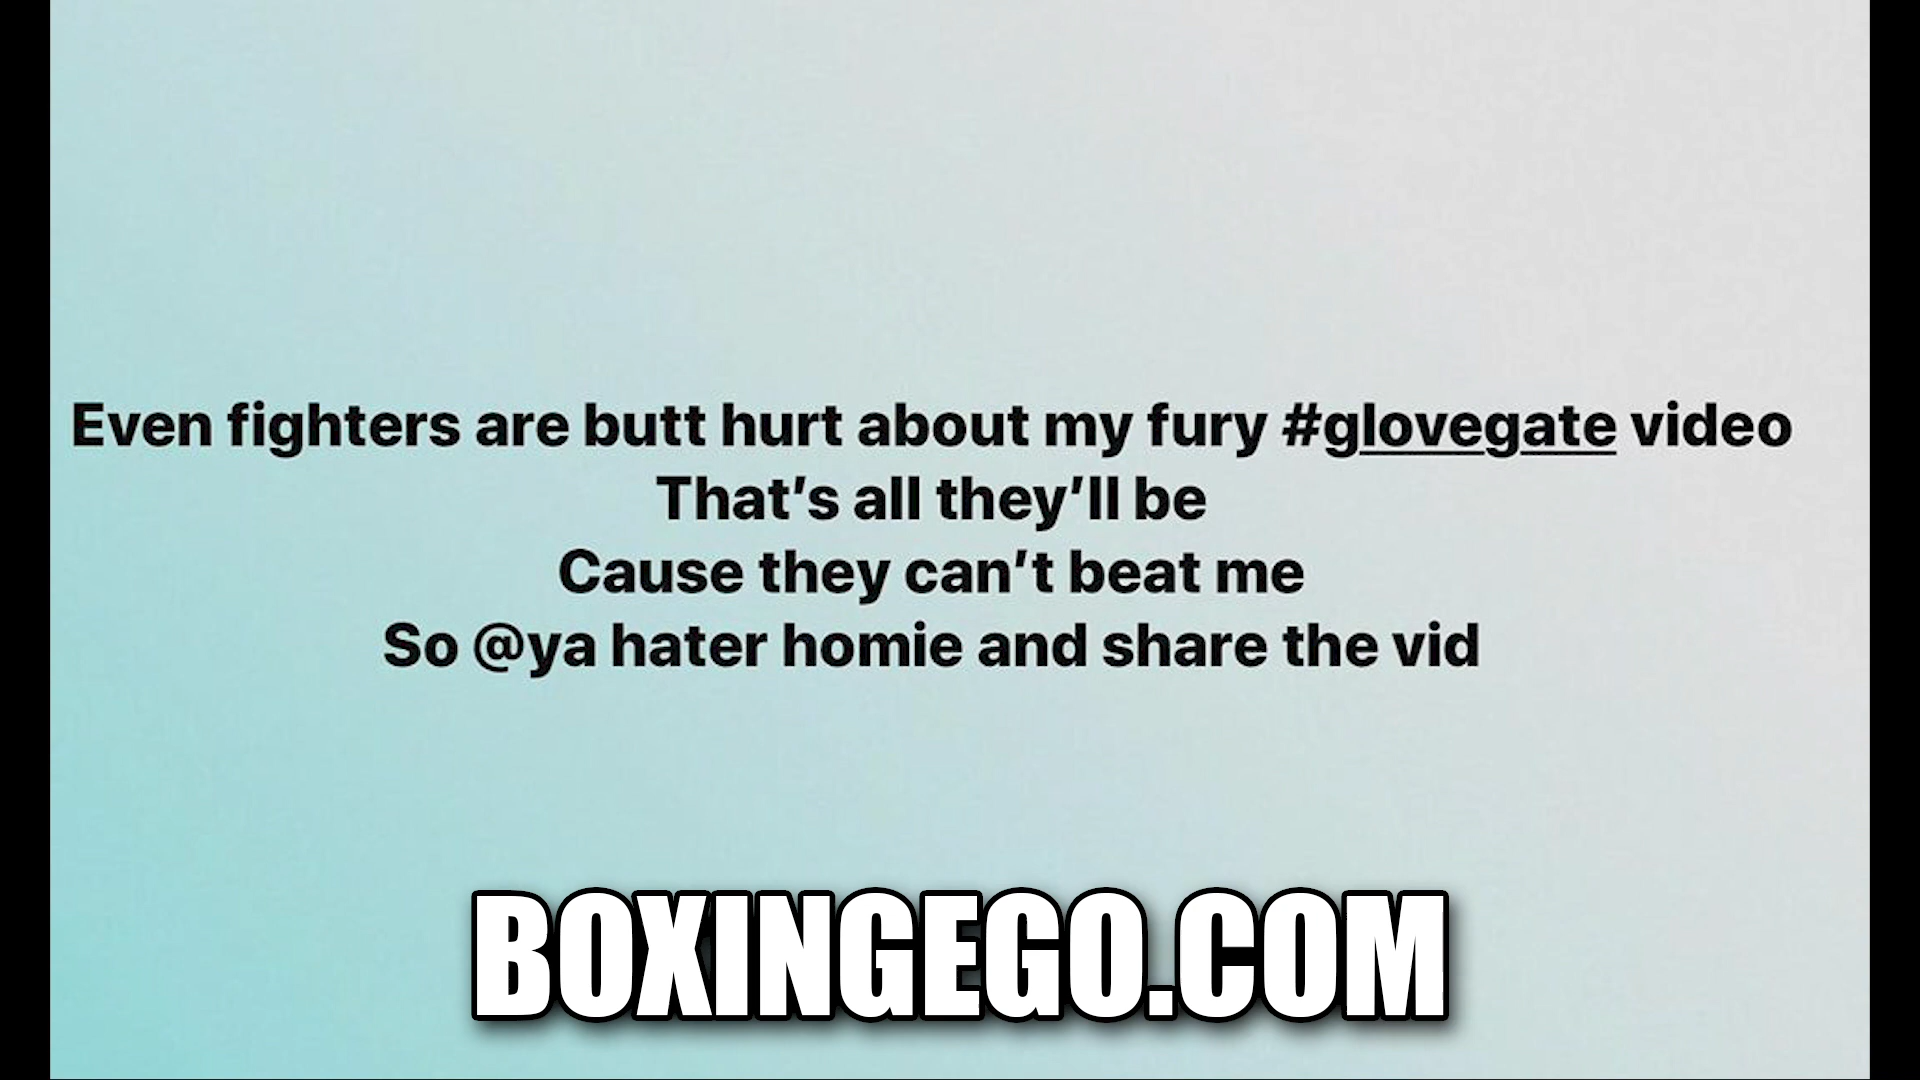 Even fighters are butt hurt about my fury #glovegate video
That’s all they’ll be
Cause they can’t beat me
So @ya hater homie and share the vid
BOXINGEGO.COM